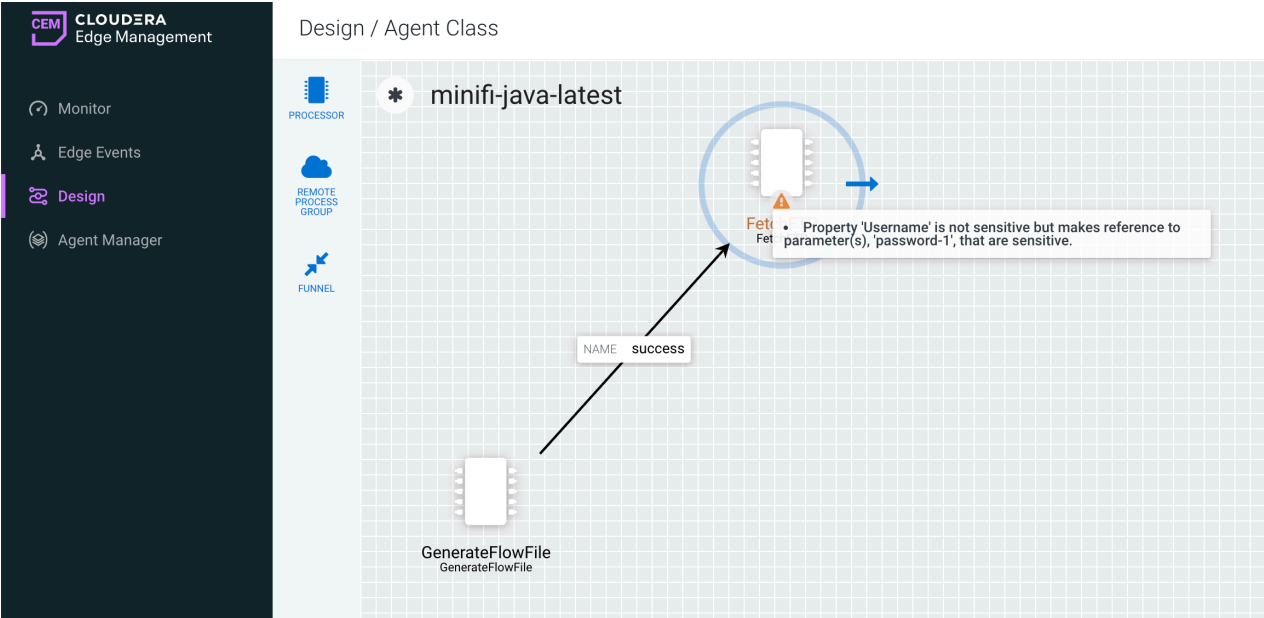 CEM CLOUDERA
Edge Management
Design / Agent Class
Monitor
Edge Events
Design
Agent Manager
PROCESSOR
REMOTE
PROCESS
GROUP
FUNNEL
minifi-java-latest
• Property 'Username' is not sensitive but makes reference to
parameter(s), 'password-1', that are sensitive.
NAME success
GenerateFlowFile
GenerateFlowFile